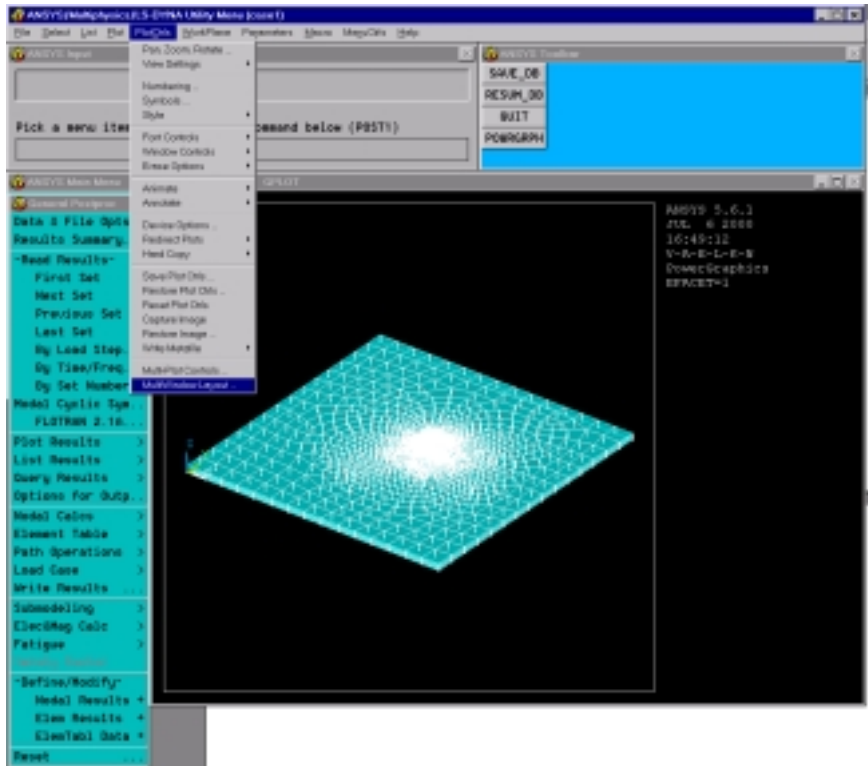 ANSYS/Multiphysics/LS-DYNA Utility Menu (case1)
File Select List Plot PlotCtrls WorkPlane Parameters Macro MenuCtrls Help
ANSYS Input
ANSYS Toolbar
Pan, Zoom, Rotate ...
View Settings
Numbering ...
Symbols ...
Style
Font Controls
Window Controls
Erase Options
Animate
Annotate
Device Options ...
Redirect Plots
Hard Copy
Save Plot Ctrls ...
Restore Plot Ctrls ...
Reset Plot Ctrls
Capture Image
Restore Image ...
Write Metafile
Multi-Plot Controls ...
Multi-Window Layout ...
SAVE_DB
RESUM_DB
QUIT
POWRGRPH
Pick a menu item
command below (POST1)
ANSYS Main Menu
General Postproc
Data & File Opts
Results Summary
-Read Results-
First Set
Next Set
Previous Set
Last Set
By Load Step
By Time/Freq
By Set Number
Modal Cyclic Sym...
FLOTRAN 2.1A...
Plot Results >
List Results >
Query Results >
Options for Outp..
Nodal Calcs >
Element Table >
Path Operations >
Load Case >
Write Results ...
Submodeling >
Elec&Mag Calc >
Fatigue >
-Define/Modify-
Nodal Results +
Elem Results +
ElemTabl Data +
Reset ...
GPLOT
ANSYS 5.6.1
JUL 6 2000
16:49:12
V-A-E-L-E-N
PowerGraphics
EFACET=1